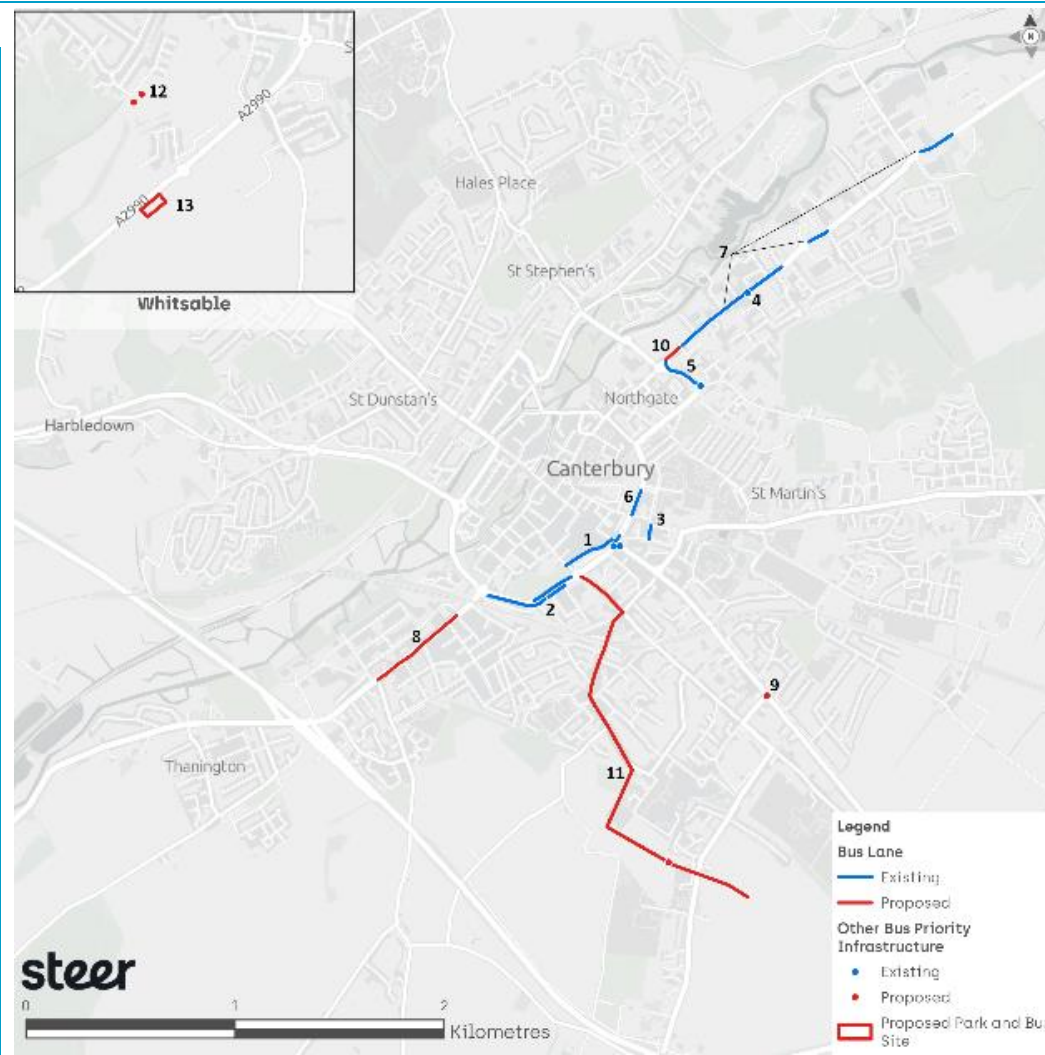 12
A2990
A2990
13
Whitsable
N
Hales Place
St Stephen's
7
4
10
5
Northgate
St Dunstan's
Harbledown
Canterbury
St Martin's
6
3
1
2
8
9
11
Thanington
Legend
Bus Lane
Existing
Proposed
Other Bus Priority
Infrastructure
Existing
Proposed
Proposed Park and Bu
Site
steer
0 1 2
Kilometres